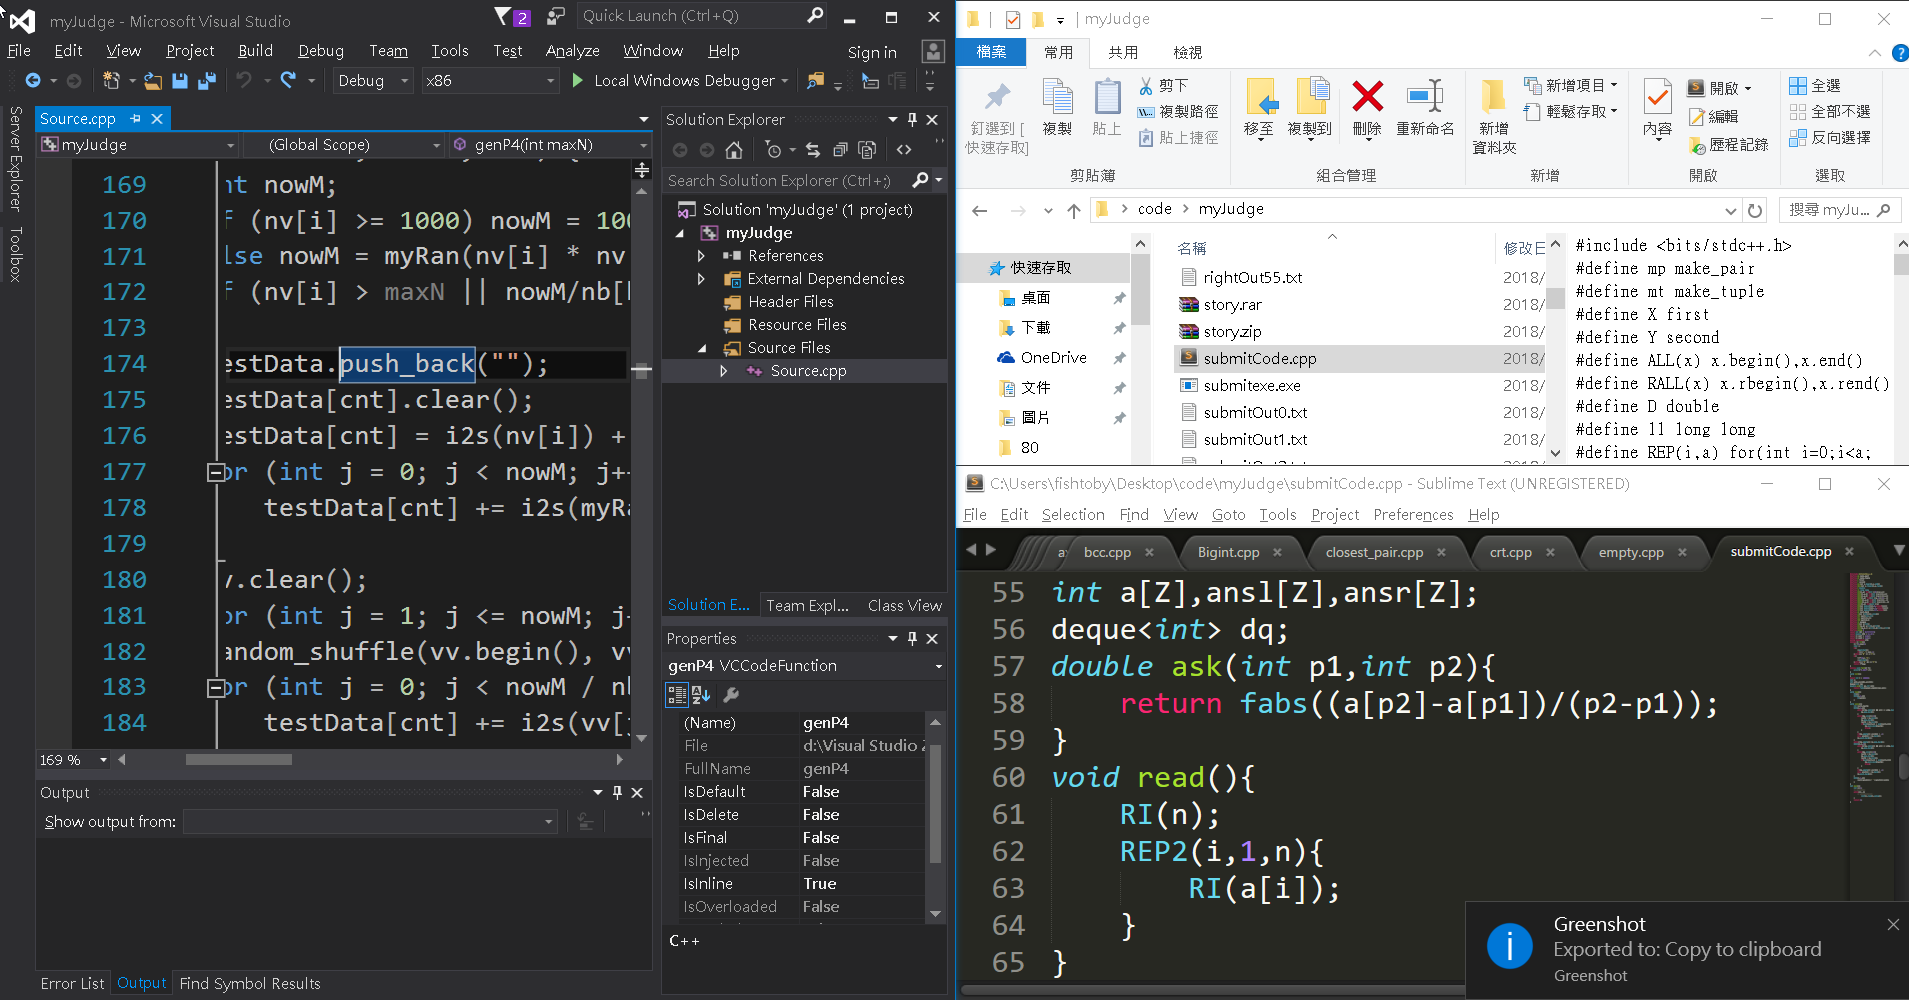 myJudge - Microsoft Visual Studio
2
Quick Launch (Ctrl+Q)
File Edit View Project Build Debug Team Tools Test Analyze Window Help Sign in
Debug x86 Local Windows Debugger
Server Explorer
Toolbox
Source.cpp
myJudge (Global Scope) genP4(int maxN)
169 nt nowM;
170 f (nv[i] >= 1000) nowM = 100
171 lse nowM = myRan(nv[i] * nv
172 f (nv[i] > maxN || nowM/nb[
173
174 estData.push_back("");
175 estData[cnt].clear();
176 estData[cnt] = i2s(nv[i]) +
177 or (int j = 0; j < nowM; j+
178 testData[cnt] += i2s(myRa
179
180 v.clear();
181 or (int j = 1; j <= nowM; j
182 andom_shuffle(vv.begin(), vv
183 or (int j = 0; j < nowM / nb
184 testData[cnt] += i2s(vv[j
169 %
Output
Show output from:
Error List Output Find Symbol Results
Solution Explorer
Search Solution Explorer (Ctrl+;)
Solution 'myJudge' (1 project)
myJudge
References
External Dependencies
Header Files
Resource Files
Source Files
Source.cpp
Solution E... Team Expl... Class View
Properties
genP4 VCCodeFunction
(Name) genP4
File d:\Visual Studio 2
FullName genP4
IsDefault False
IsDelete False
IsFinal False
IsInjected False
IsInline True
IsOverloaded False
C++
myJudge
檔案 常用 共用 檢視
釘選到 [快速存取]
複製
貼上
剪下
複製路徑
貼上捷徑
剪貼簿
移至
複製到
刪除
重新命名
組合管理
新增資料夾
新增項目
輕鬆存取
新增
內容
開啟
編輯
歷程記錄
開啟
全選
全部不選
反向選擇
選取
code myJudge
搜尋 myJu...
快速存取
桌面
下載
OneDrive
文件
圖片
80
名稱 修改日
rightOut55.txt 2018/
story.rar 2018/
story.zip 2018/
submitCode.cpp 2018/
submitexe.exe 2018/
submitOut0.txt 2018/
submitOut1.txt 2018/
#include <bits/stdc++.h>
#define mp make_pair
#define mt make_tuple
#define X first
#define Y second
#define ALL(x) x.begin(),x.end()
#define RALL(x) x.rbegin(),x.rend()
#define D double
#define ll long long
#define REP(i,a) for(int i=0;i<a;
C:\Users\fishtoby\Desktop\code\myJudge\submitCode.cpp - Sublime Text (UNREGISTERED)
File Edit Selection Find View Goto Tools Project Preferences Help
a bcc.cpp Bigint.cpp closest_pair.cpp crt.cpp empty.cpp submitCode.cpp
55 int a[Z],ansl[Z],ansr[Z];
56 deque<int> dq;
57 double ask(int p1,int p2){
58 return fabs((a[p2]-a[p1])/(p2-p1));
59 }
60 void read(){
61 RI(n);
62 REP2(i,1,n){
63 RI(a[i]);
64 }
65 }
Greenshot
Exported to: Copy to clipboard
Greenshot